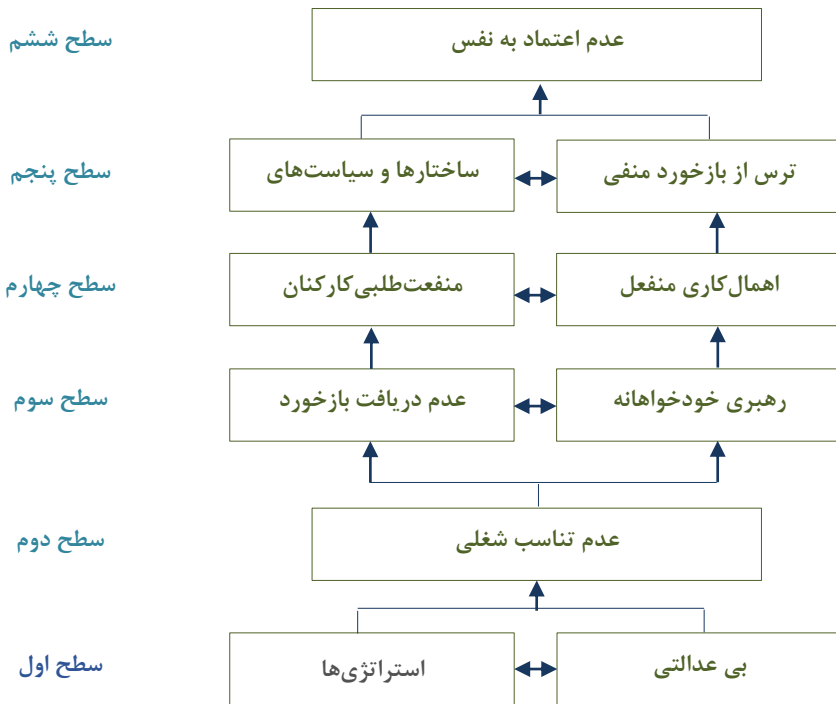 عدم اعتماد به نفس
سطح ششم
ترس از بازخورد منفی
ساختارها و سیاست‌های
سطح پنجم
اهمال‌کاری منفعل
منفعت‌طلبی‌کارکنان
سطح چهارم
رهبری خودخواهانه
عدم دریافت بازخورد
سطح سوم
عدم تناسب شغلی
سطح دوم
بی عدالتی
استراتژی‌ها
سطح اول